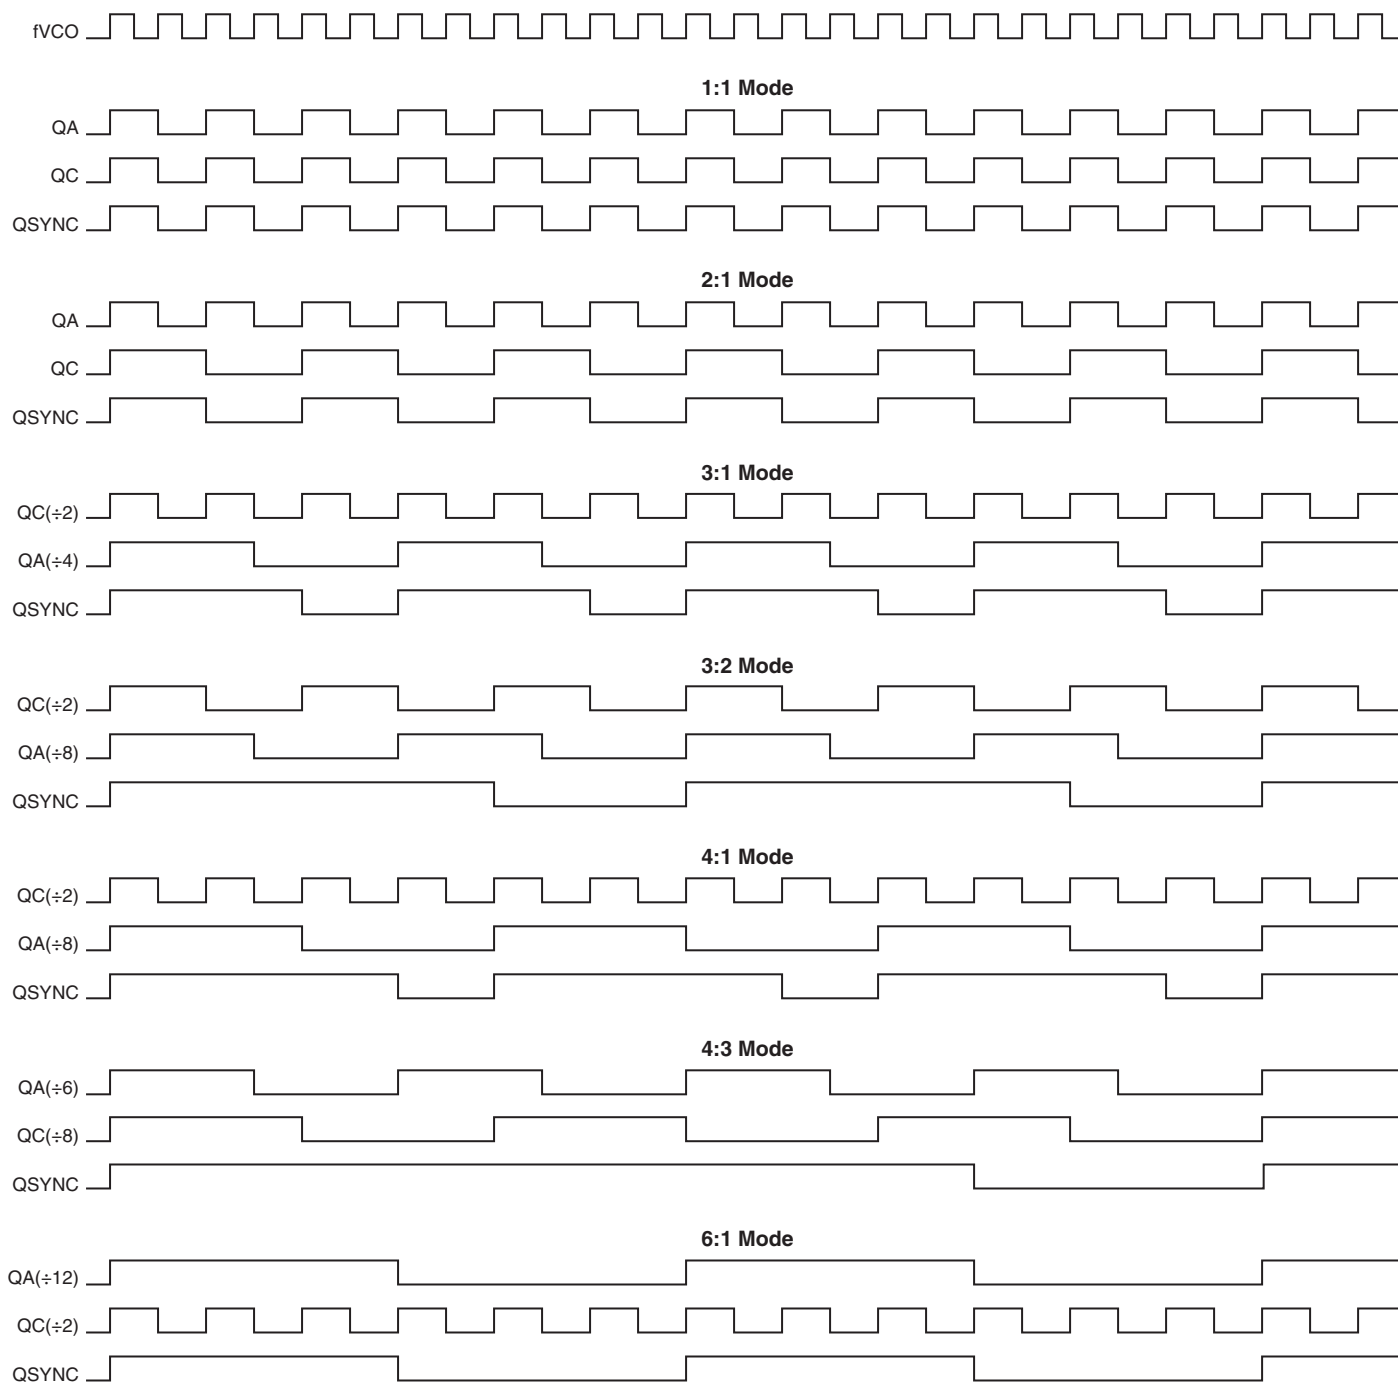 fVCO
1:1 Mode
QA
QC
QSYNC
2:1 Mode
QA
QC
QSYNC
3:1 Mode
QC(÷2)
QA(÷4)
QSYNC
3:2 Mode
QC(÷2)
QA(÷8)
QSYNC
4:1 Mode
QC(÷2)
QA(÷8)
QSYNC
4:3 Mode
QA(÷6)
QC(÷8)
QSYNC
6:1 Mode
QA(÷12)
QC(÷2)
QSYNC